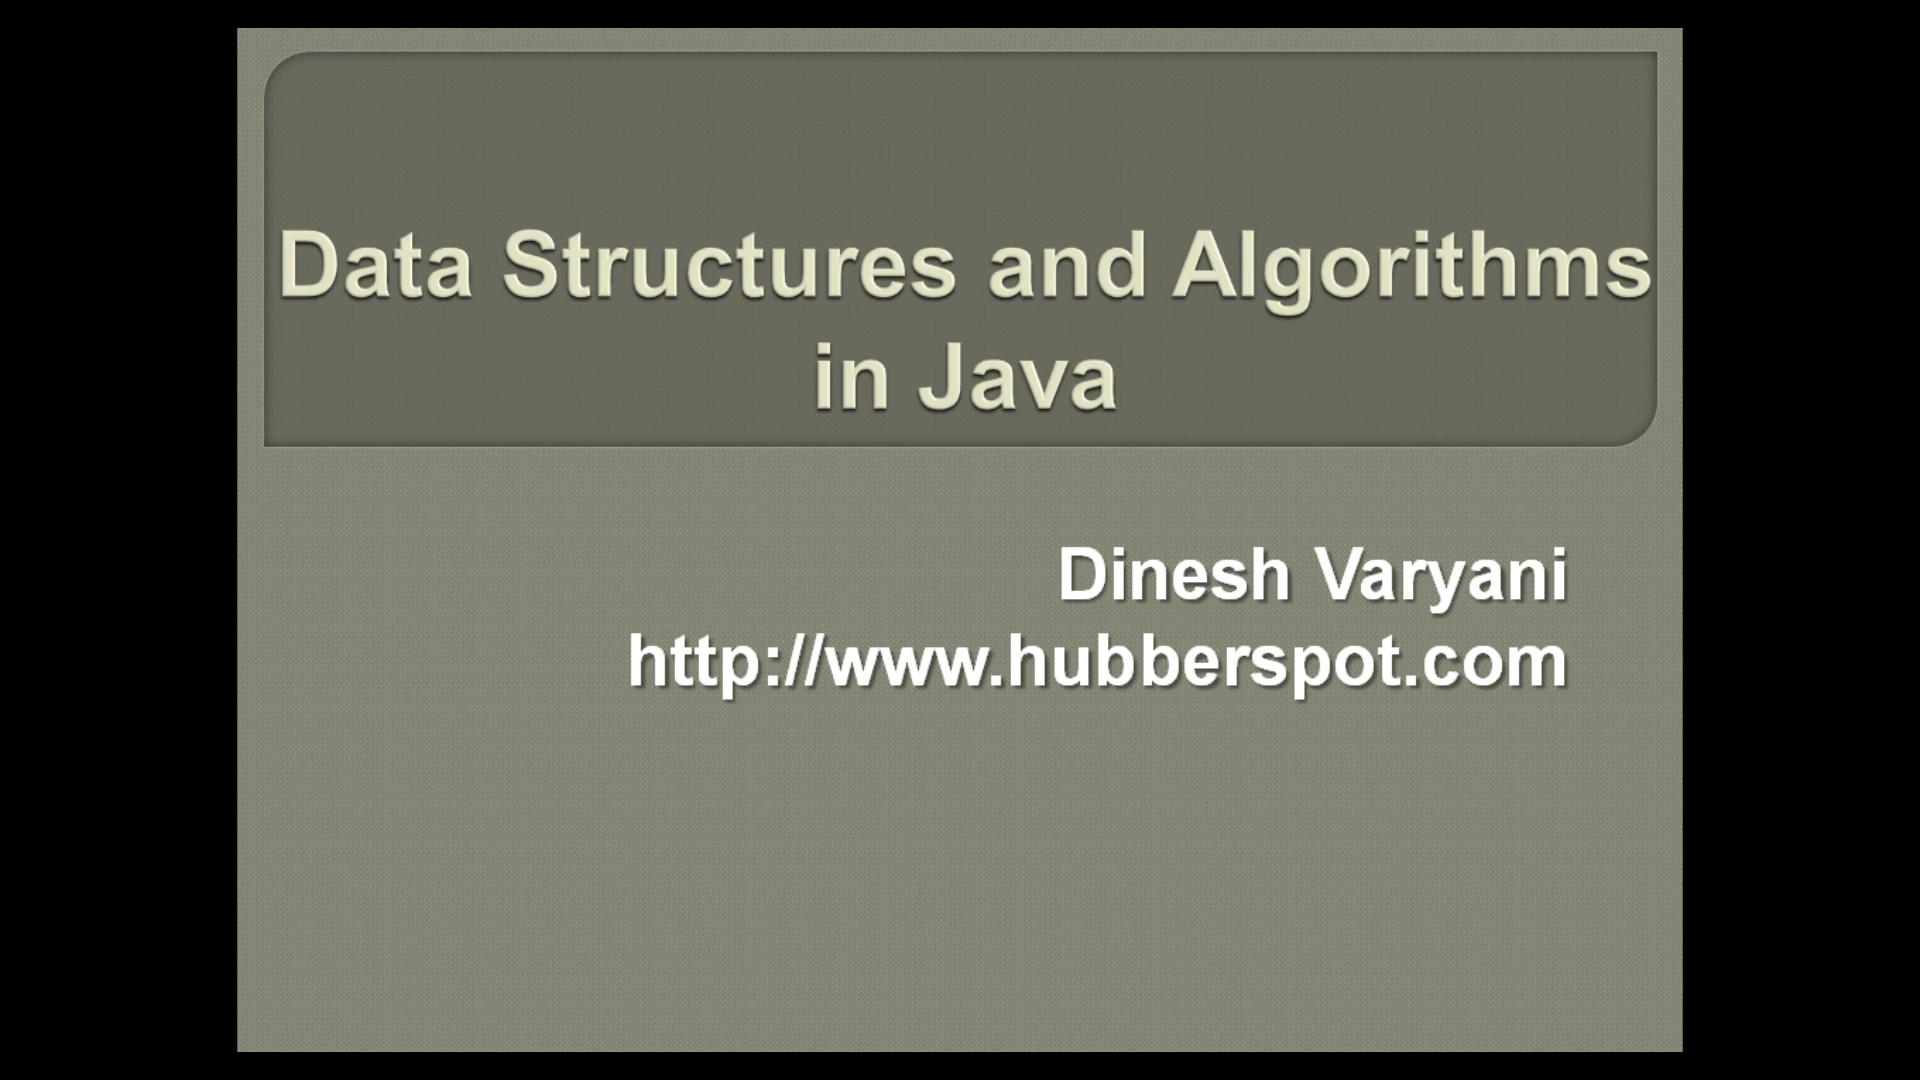 Data Structures and Algorithms
in Java
Dinesh Varyani
http://www.hubberspot.com